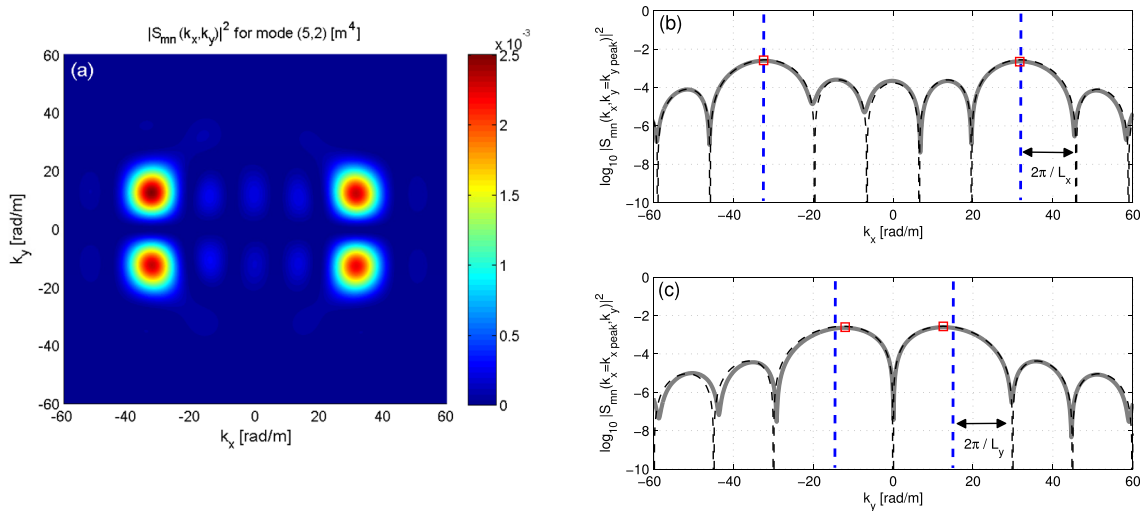 |S_mn(k_x,k_y)|^2 for mode (5,2) [m^4]
x 10^-3
(a)
60
40
20
0
-20
-40
-60
k_y [rad/m]
-60 -40 -20 0 20 40 60
k_x [rad/m]
2.5
2
1.5
1
0.5
0
(b)
log_10 |S_mn(k_x,k_y=k_y peak)|^2
0
−2
−4
−6
−8
−10
2π / L_x
−60 −40 −20 0 20 40 60
k_x [rad/m]
(c)
log_10 |S_mn(k_x=k_x peak,k_y)|^2
0
−2
−4
−6
−8
−10
2π / L_y
−60 −40 −20 0 20 40 60
k_y [rad/m]